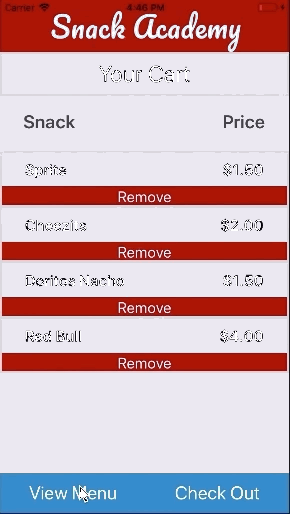 Carrier 4:46 PM
Snack Academy
Your Cart
Snack Price
Sprite $1.50
Remove
Cheezits $2.00
Remove
Doritos Nacho $1.50
Remove
Red Bull $4.00
Remove
View Menu Check Out